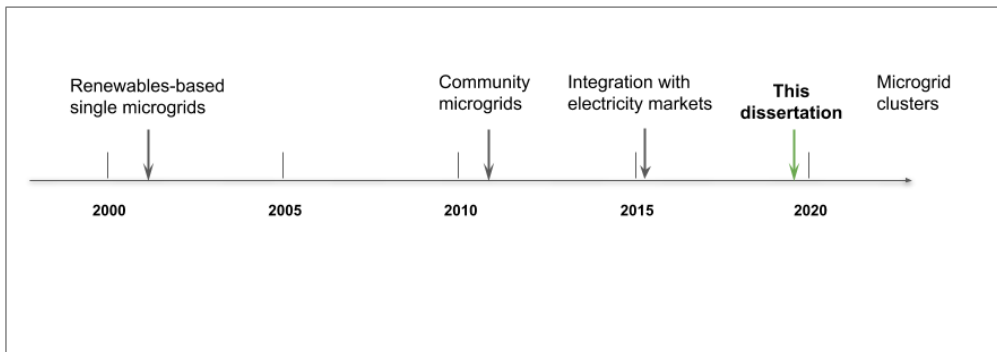 Renewables-based
single microgrids
Community
microgrids
Integration with
electricity markets
This
dissertation
Microgrid
clusters
2000
2005
2010
2015
2020